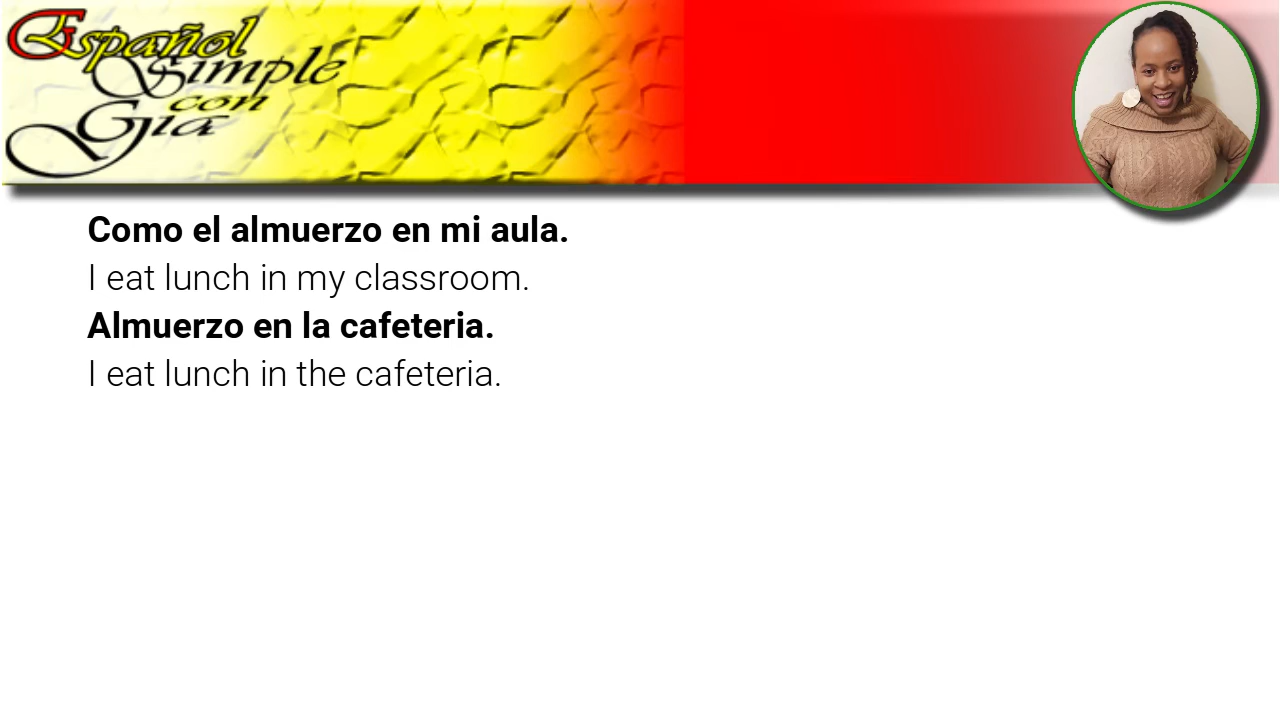 Español
Simple
con
Gia
Como el almuerzo en mi aula.
I eat lunch in my classroom.
Almuerzo en la cafeteria.
I eat lunch in the cafeteria.